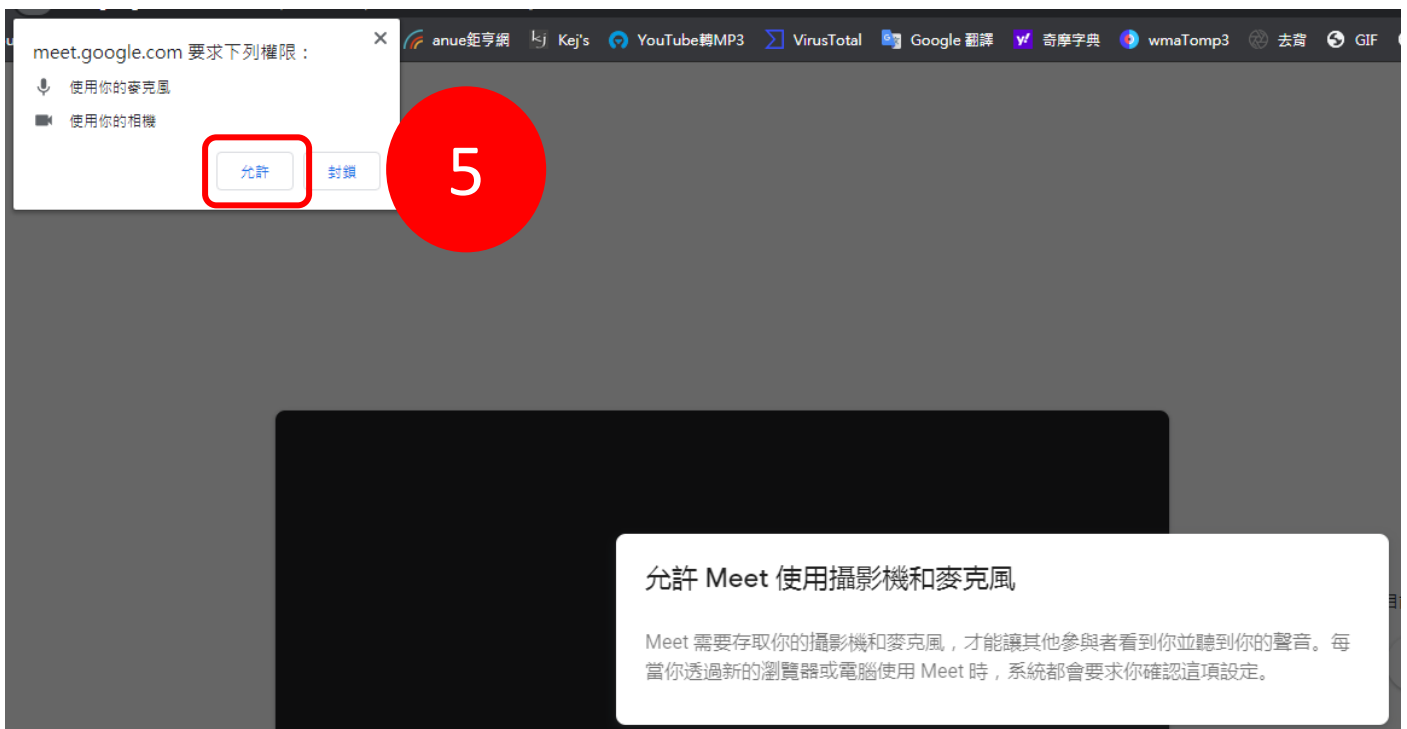 anue鉅亨網 Kej's YouTube轉MP3 VirusTotal Google 翻譯 奇摩字典 wmaTomp3 去背 GIF
meet.google.com 要求下列權限：
使用你的麥克風
使用你的相機
允許 封鎖
5
允許 Meet 使用攝影機和麥克風
Meet 需要存取你的攝影機和麥克風，才能讓其他參與者看到你並聽到你的聲音。每
當你透過新的瀏覽器或電腦使用 Meet 時，系統都會要求你確認這項設定。